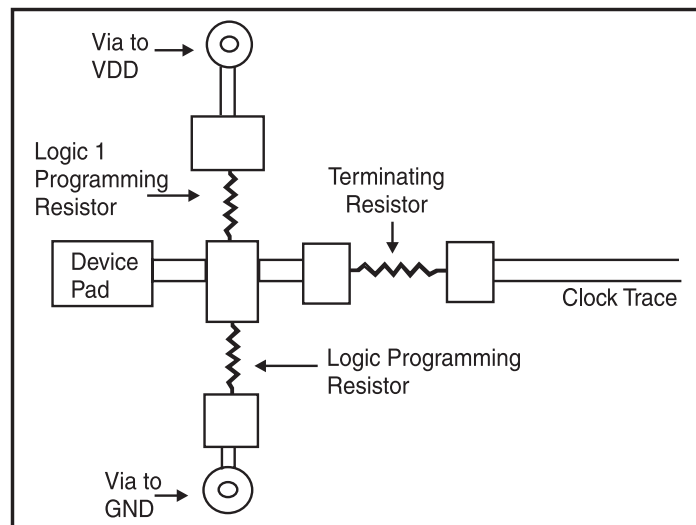 Via to
VDD
Logic 1
Programming
Resistor
Terminating
Resistor
Device
Pad
Clock Trace
Logic Programming
Resistor
Via to
GND